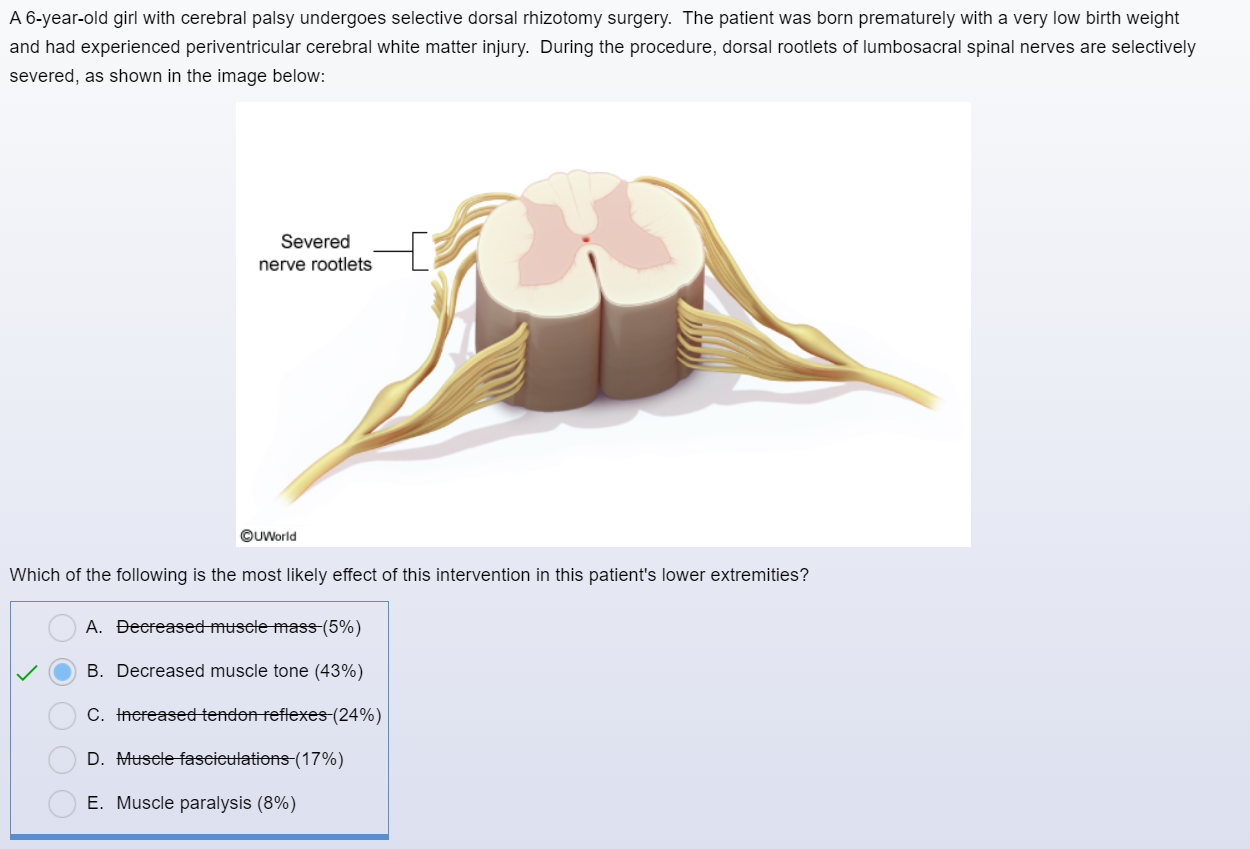 A 6-year-old girl with cerebral palsy undergoes selective dorsal rhizotomy surgery.  The patient was born prematurely with a very low birth weight
and had experienced periventricular cerebral white matter injury.  During the procedure, dorsal rootlets of lumbosacral spinal nerves are selectively
severed, as shown in the image below:
Severed
nerve rootlets
©UWorld
Which of the following is the most likely effect of this intervention in this patient's lower extremities?
A. Decreased muscle mass (5%)
B. Decreased muscle tone (43%)
C. Increased tendon reflexes (24%)
D. Muscle fasciculations (17%)
E. Muscle paralysis (8%)